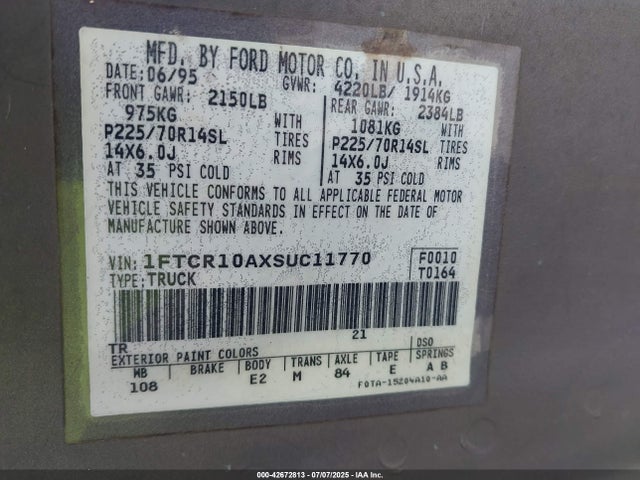 MFD. BY FORD MOTOR CO. IN U.S.A.
DATE: 06/95 GVWR: 4220LB/ 1914KG
FRONT GAWR: 2150LB REAR GAWR: 2384LB
975KG WITH 1081KG WITH
P225/70R14SL TIRES P225/70R14SL TIRES
14X6.0J RIMS 14X6.0J RIMS
AT 35 PSI COLD AT 35 PSI COLD
THIS VEHICLE CONFORMS TO ALL APPLICABLE FEDERAL MOTOR
VEHICLE SAFETY STANDARDS IN EFFECT ON THE DATE OF
MANUFACTURE SHOWN ABOVE.
VIN: 1FTCR10AXSUC11770 F0010
TYPE: TRUCK T0164
21
TR
EXTERIOR PAINT COLORS DSO
WB BRAKE BODY TRANS AXLE TAPE SPRINGS
108 E2 M 84 E A B
F0TA-15204A10-AA
000-42672813 - 07/07/2025 - IAA Inc.